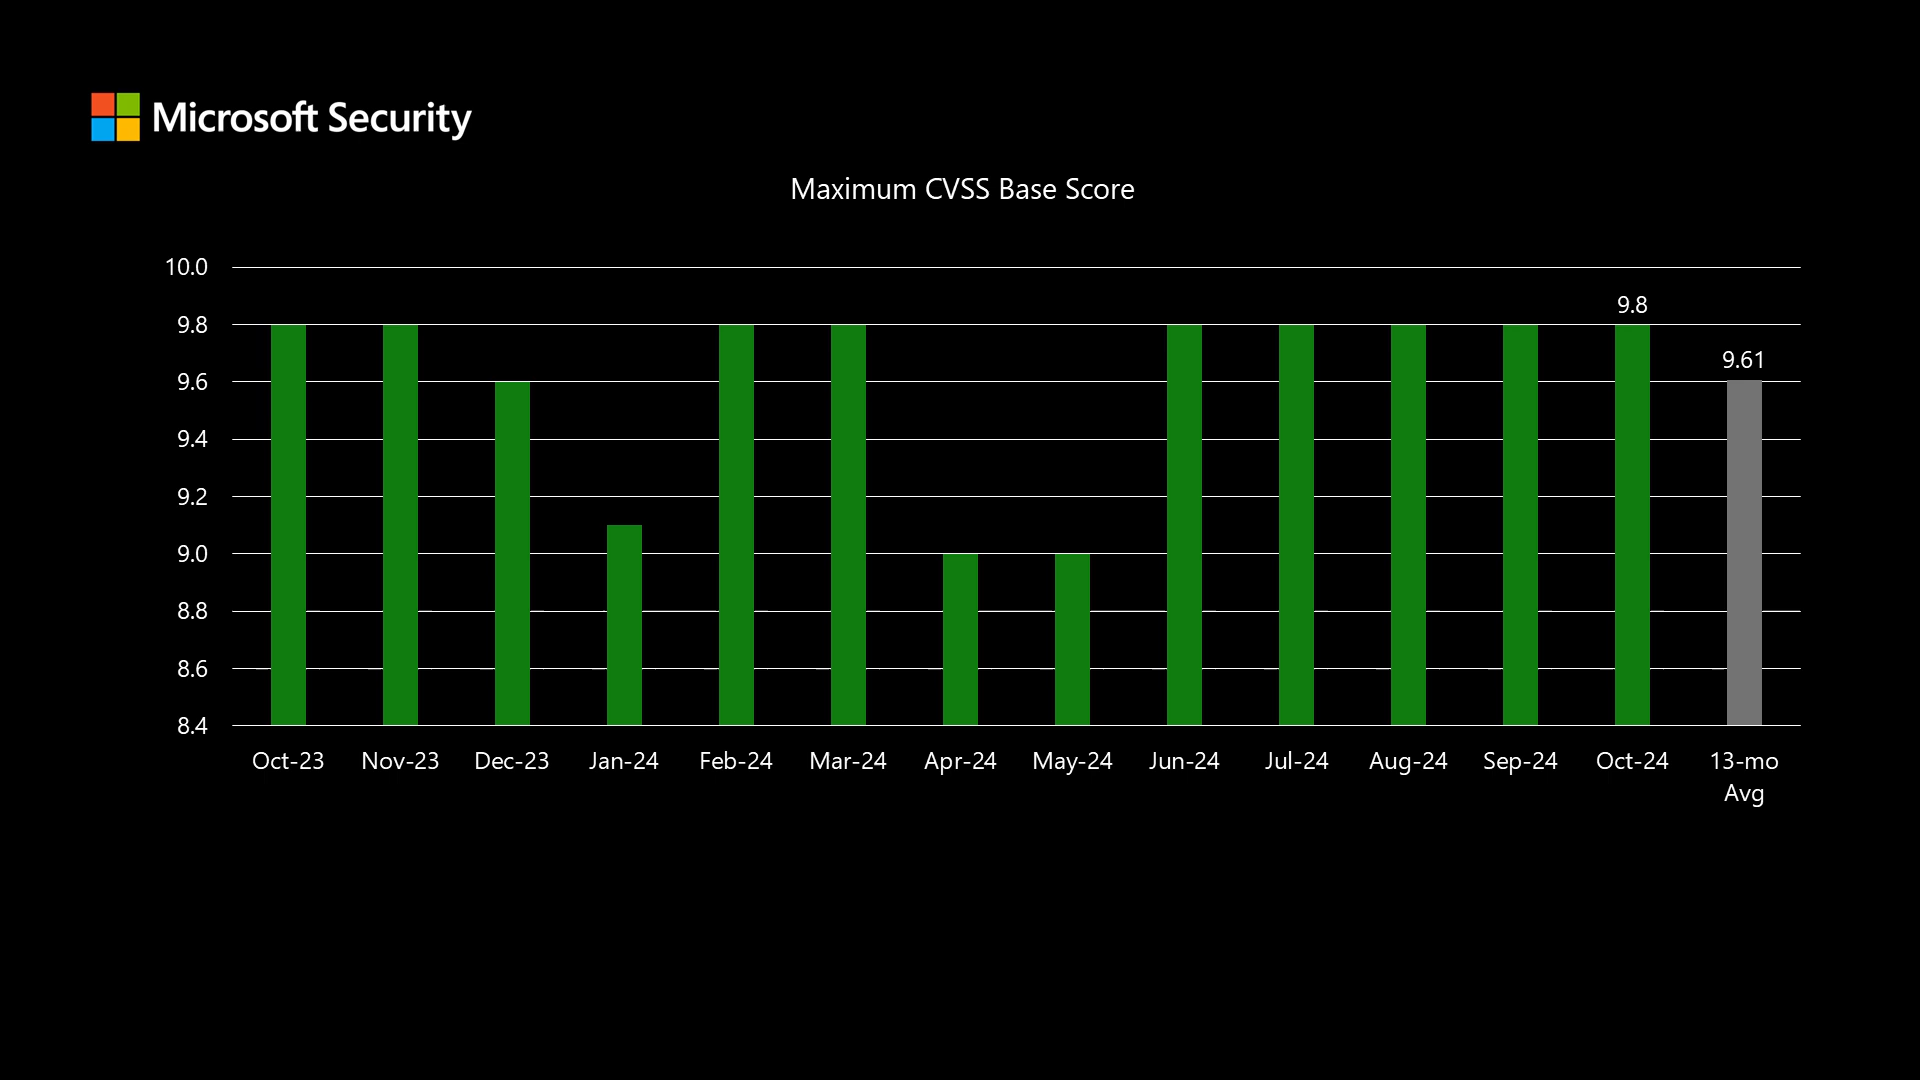 Microsoft Security
Maximum CVSS Base Score
10.0
9.8
9.6
9.4
9.2
9.0
8.8
8.6
8.4
9.8
9.61
Oct-23 Nov-23 Dec-23 Jan-24 Feb-24 Mar-24 Apr-24 May-24 Jun-24 Jul-24 Aug-24 Sep-24 Oct-24 13-mo
Avg